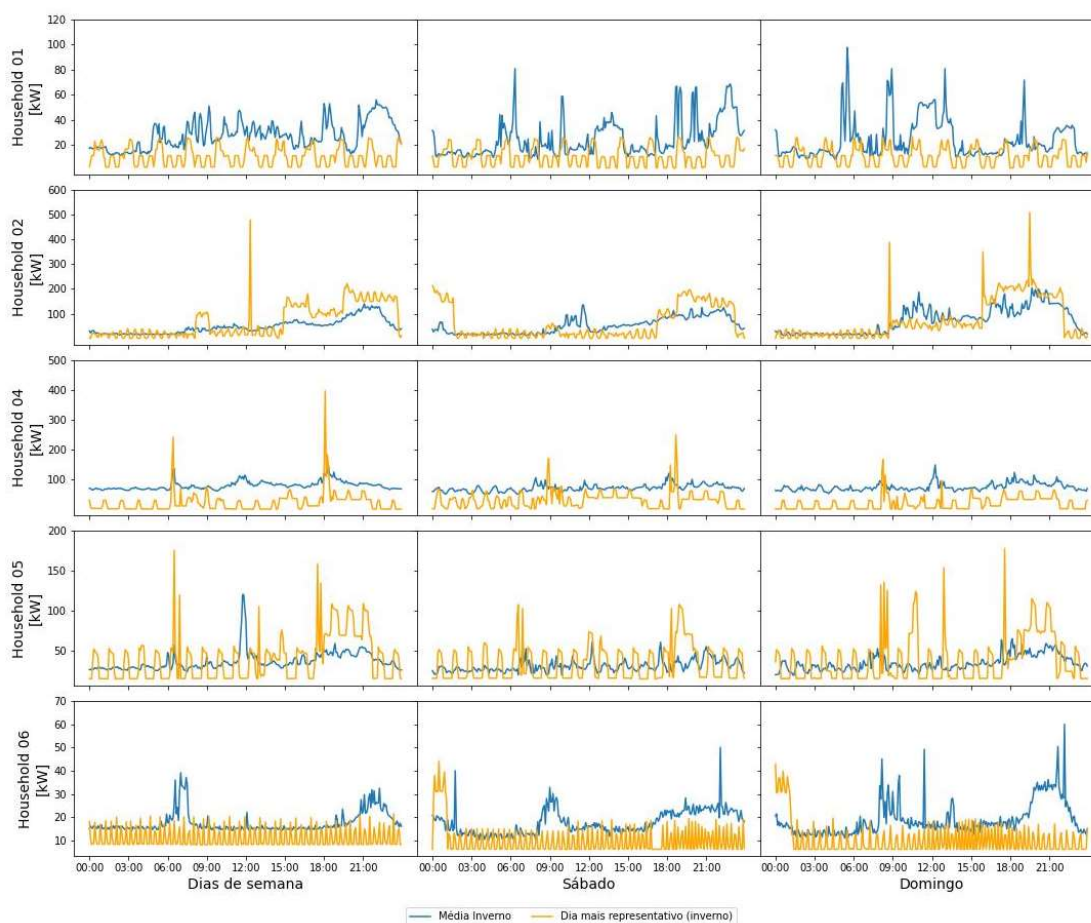 120
100
80
60
40
20
Household 01
[kW]
600
500
400
300
200
100
Household 02
[kW]
500
400
300
200
100
Household 04
[kW]
200
150
100
50
Household 05
[kW]
70
60
50
40
30
20
10
Household 06
[kW]
00:00 03:00 06:00 09:00 12:00 15:00 18:00 21:00 00:00 03:00 06:00 09:00 12:00 15:00 18:00 21:00 00:00 03:00 06:00 09:00 12:00 15:00 18:00 21:00
Dias de semana Sábado Domingo
Média Inverno Dia mais representativo (inverno)